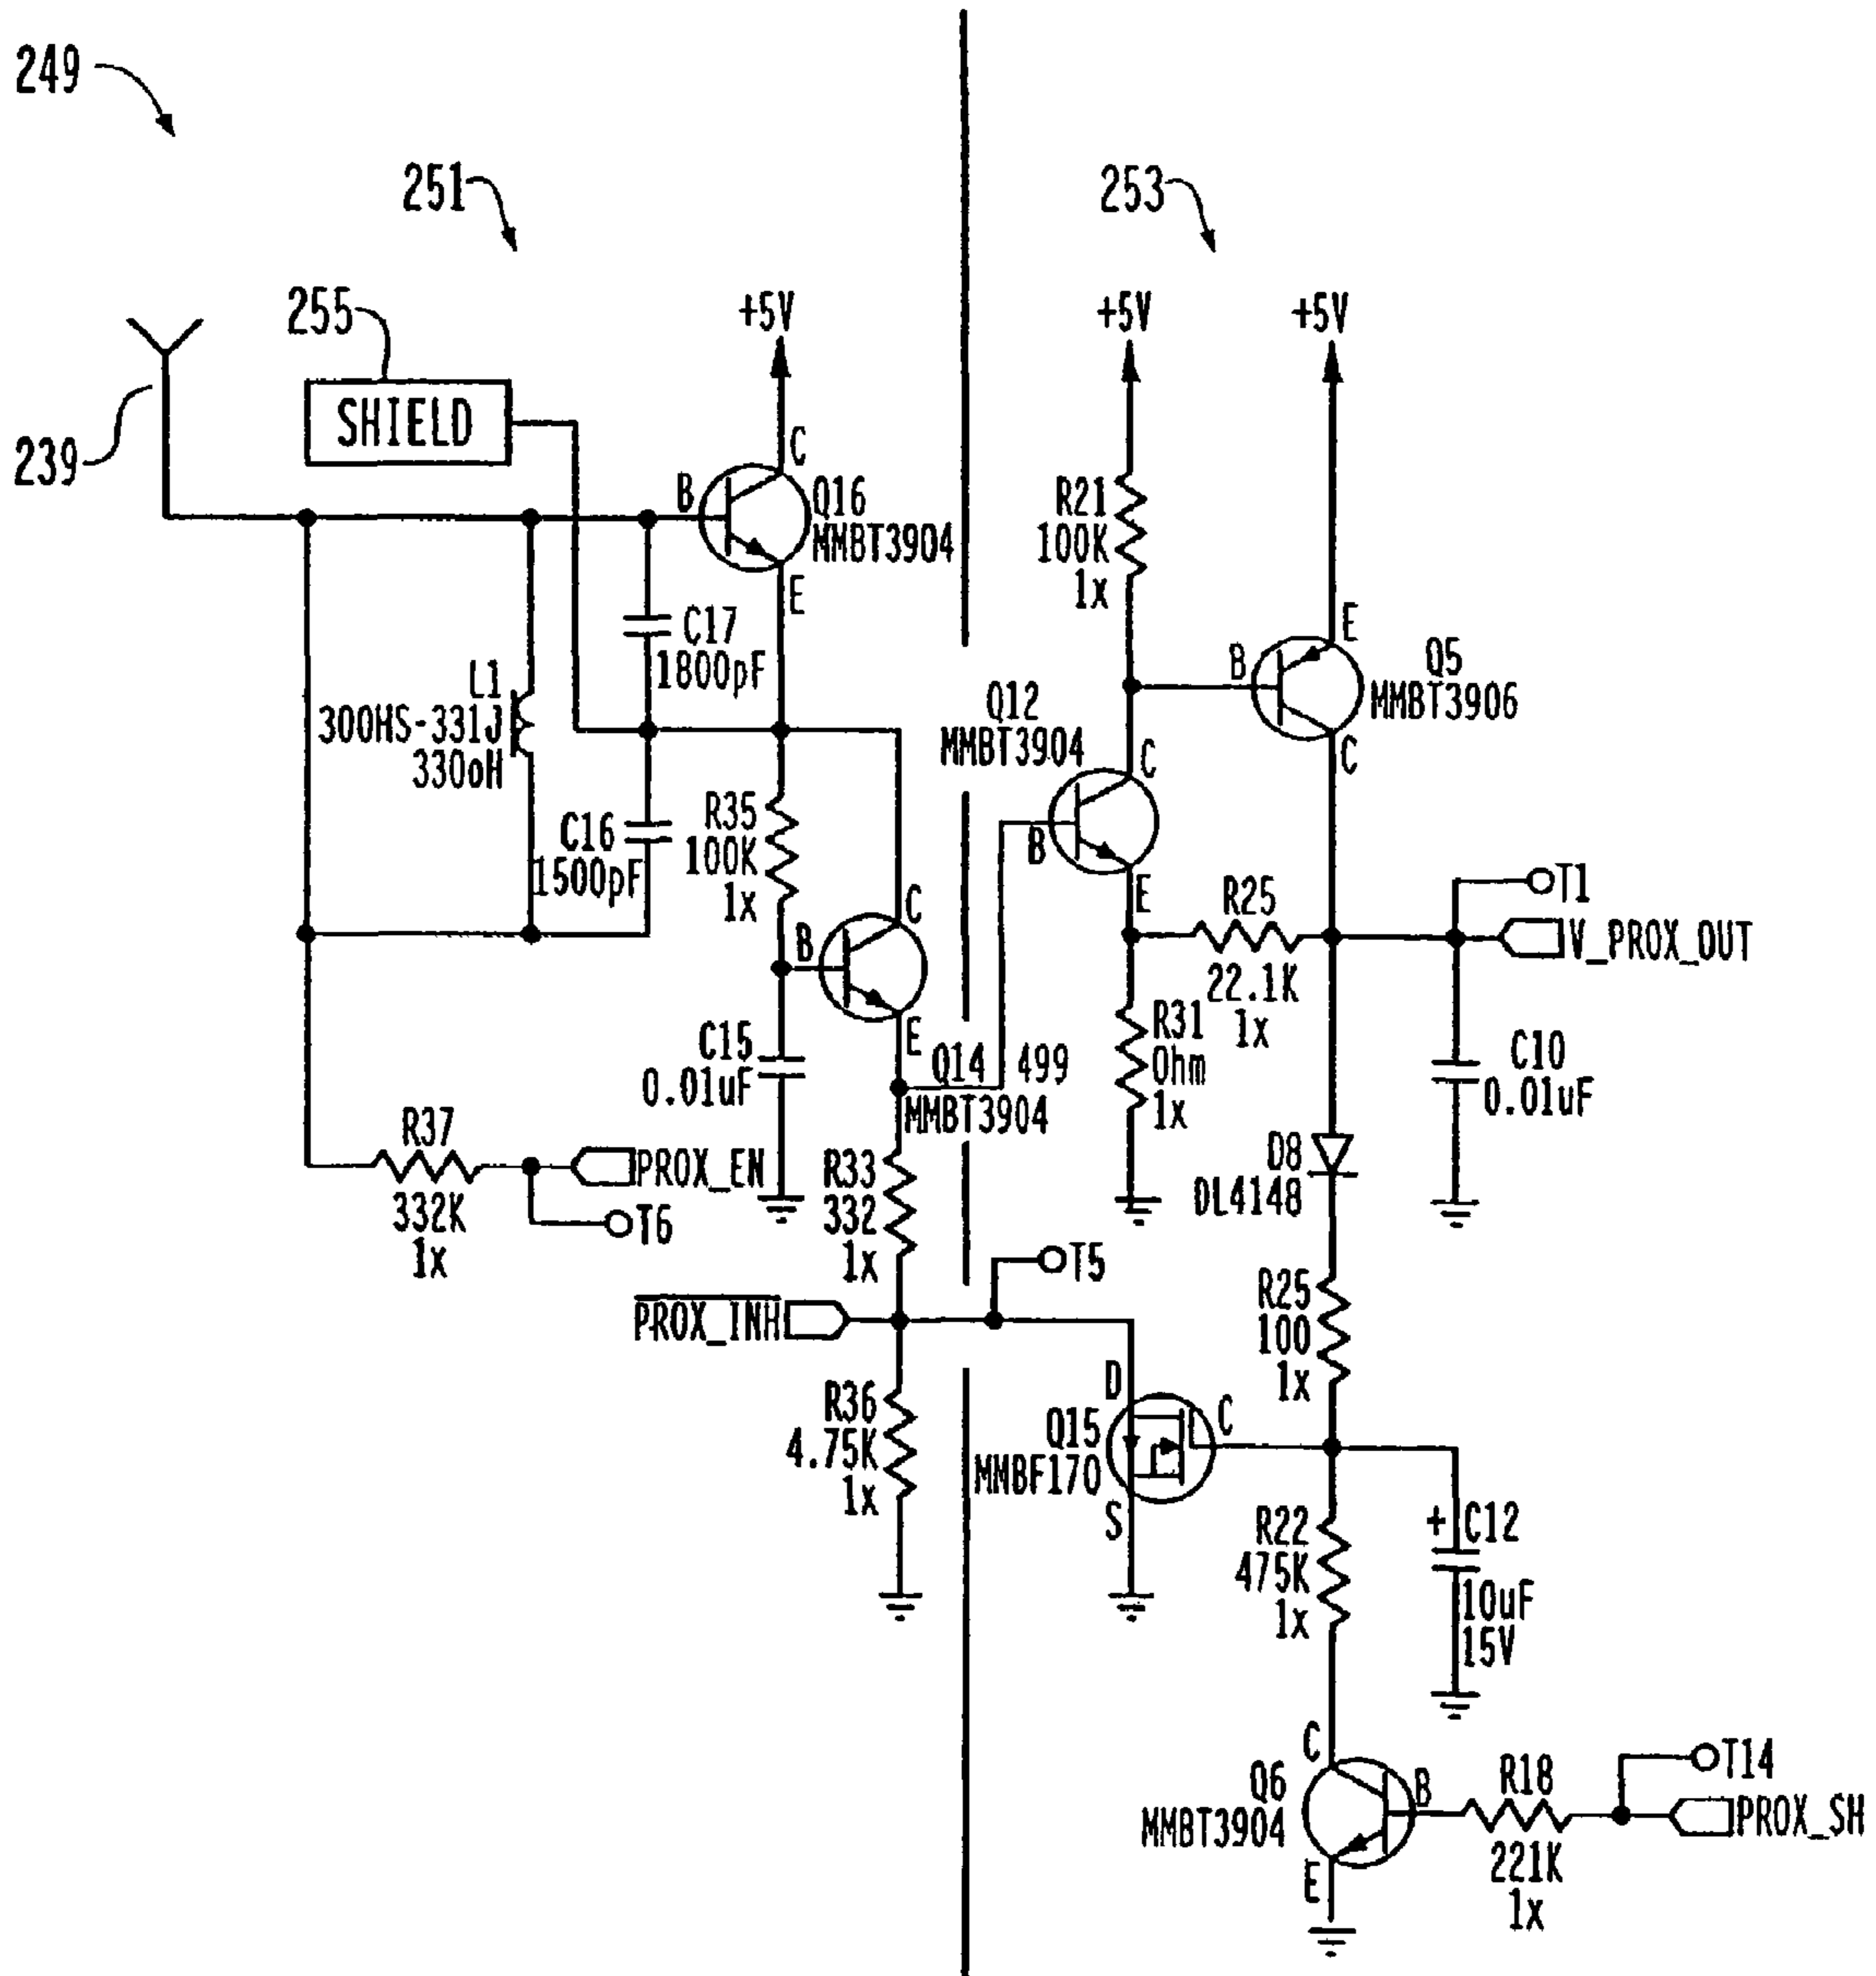 249
251
253
255
SHIELD
239
+5V
+5V
+5V
C
B
Q16
MMBT3904
E
C17
1800pF
L1
300HS-331J
330oH
C16
1500pF
R35
100K
1x
R21
100K
1x
E
B
Q5
MMBT3906
C
Q12
MMBT3904
C
B
E
R25
22.1K
1x
T1
V_PROX_OUT
C
B
E
Q14
MMBT3904
499
R31
Ohm
1x
C15
0.01uF
C10
0.01uF
R37
332K
1x
PROX_EN
T6
R33
332
1x
D8
DL4148
T5
PROX_INH
R25
100
1x
R36
4.75K
1x
D
Q15
MMBF170
C
S
R22
475K
1x
+
C12
10uF
15V
C
Q6
MMBT3904
B
E
R18
221K
1x
T14
PROX_SH